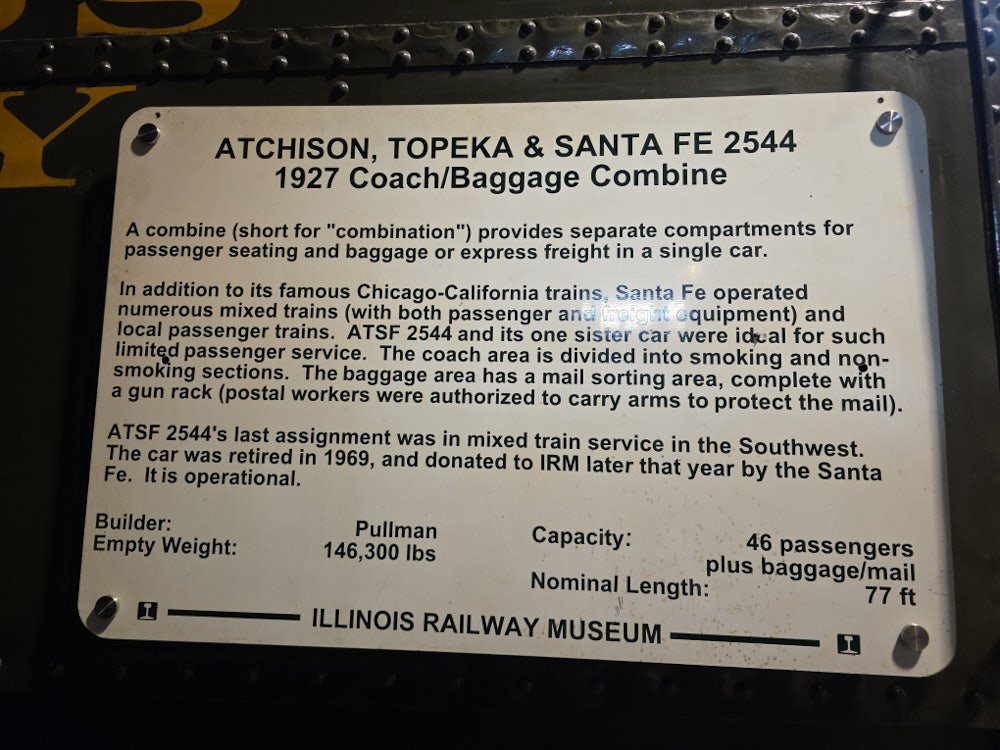 US
Y
ATCHISON, TOPEKA & SANTA FE 2544
1927 Coach/Baggage Combine
A combine (short for "combination") provides separate compartments for
passenger seating and baggage or express freight in a single car.
In addition to its famous Chicago-California trains, Santa Fe operated
numerous mixed trains (with both passenger and freight equipment) and
local passenger trains. ATSF 2544 and its one sister car were ideal for such
limited passenger service. The coach area is divided into smoking and non-
smoking sections. The baggage area has a mail sorting area, complete with
a gun rack (postal workers were authorized to carry arms to protect the mail).
ATSF 2544's last assignment was in mixed train service in the Southwest.
The car was retired in 1969, and donated to IRM later that year by the Santa
Fe. It is operational.
Builder: Pullman
Empty Weight: 146,300 lbs
Capacity: 46 passengers
plus baggage/mail
Nominal Length: 77 ft
ILLINOIS RAILWAY MUSEUM